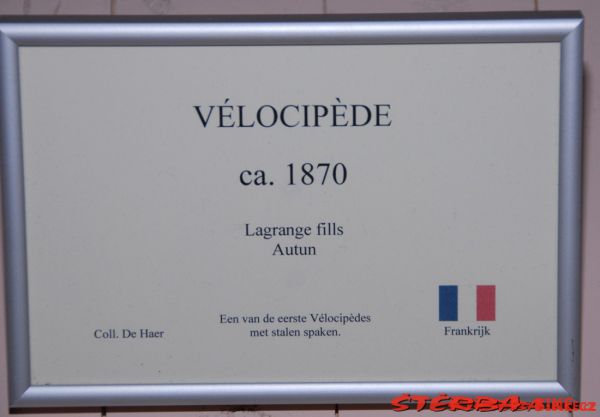 VÉLOCIPÈDE
ca. 1870
Lagrange fills
Autun
Coll. De Haer
Een van de eerste Vélocipèdes
met stalen spaken.
Frankrijk